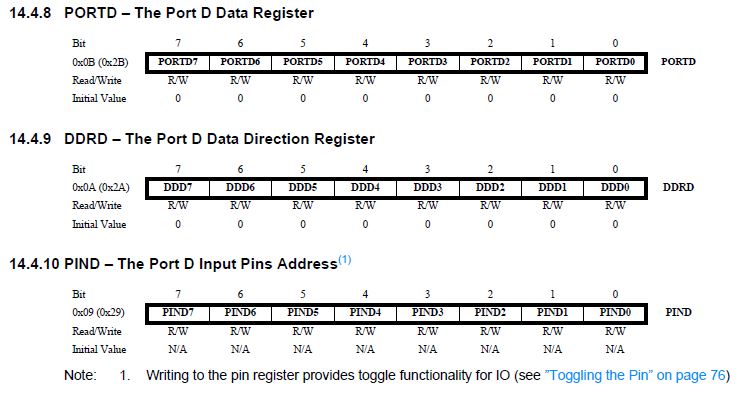 14.4.8 PORTD – The Port D Data Register
Bit 7 6 5 4 3 2 1 0
0x0B (0x2B) PORTD7 PORTD6 PORTD5 PORTD4 PORTD3 PORTD2 PORTD1 PORTD0 PORTD
Read/Write R/W R/W R/W R/W R/W R/W R/W R/W
Initial Value 0 0 0 0 0 0 0 0
14.4.9 DDRD – The Port D Data Direction Register
Bit 7 6 5 4 3 2 1 0
0x0A (0x2A) DDD7 DDD6 DDD5 DDD4 DDD3 DDD2 DDD1 DDD0 DDRD
Read/Write R/W R/W R/W R/W R/W R/W R/W R/W
Initial Value 0 0 0 0 0 0 0 0
14.4.10 PIND – The Port D Input Pins Address(1)
Bit 7 6 5 4 3 2 1 0
0x09 (0x29) PIND7 PIND6 PIND5 PIND4 PIND3 PIND2 PIND1 PIND0 PIND
Read/Write R/W R/W R/W R/W R/W R/W R/W R/W
Initial Value N/A N/A N/A N/A N/A N/A N/A N/A
Note: 1. Writing to the pin register provides toggle functionality for IO (see "Toggling the Pin" on page 76)